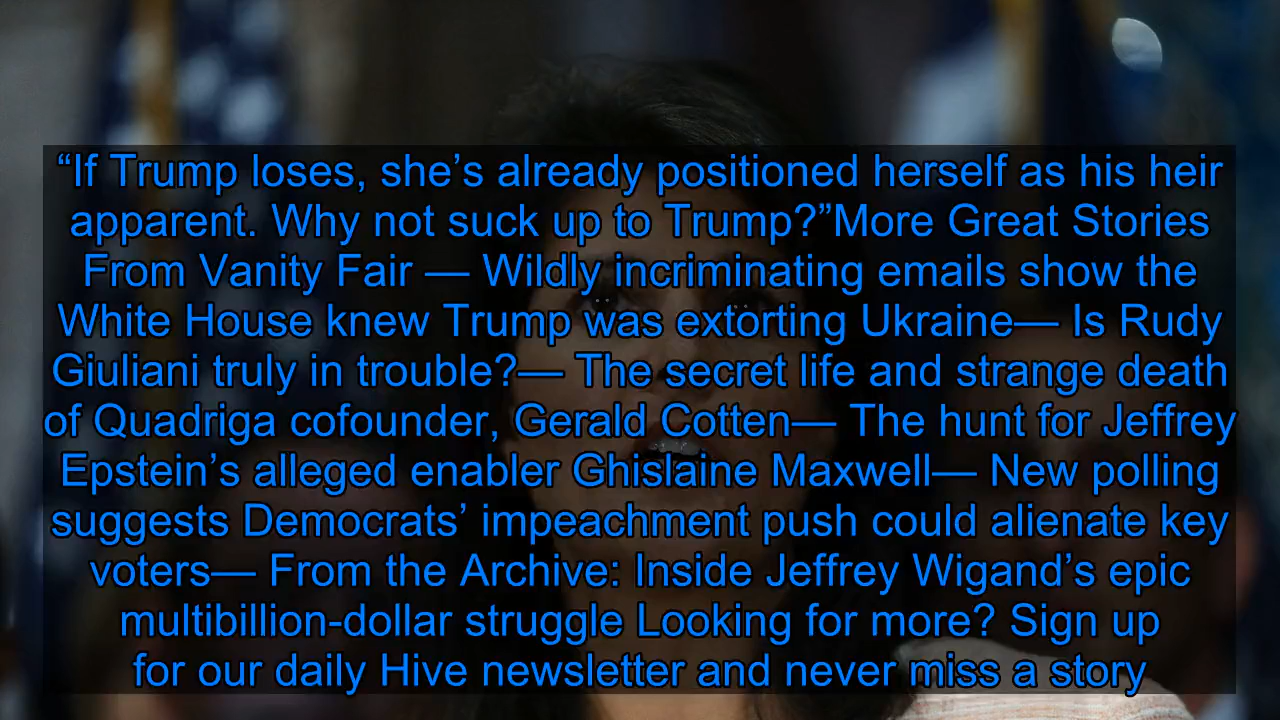 “If Trump loses, she’s already positioned herself as his heir
apparent. Why not suck up to Trump?”More Great Stories
From Vanity Fair — Wildly incriminating emails show the
White House knew Trump was extorting Ukraine— Is Rudy
Giuliani truly in trouble?— The secret life and strange death
of Quadriga cofounder, Gerald Cotten— The hunt for Jeffrey
Epstein’s alleged enabler Ghislaine Maxwell— New polling
suggests Democrats’ impeachment push could alienate key
voters— From the Archive: Inside Jeffrey Wigand’s epic
multibillion-dollar struggle Looking for more? Sign up
for our daily Hive newsletter and never miss a story